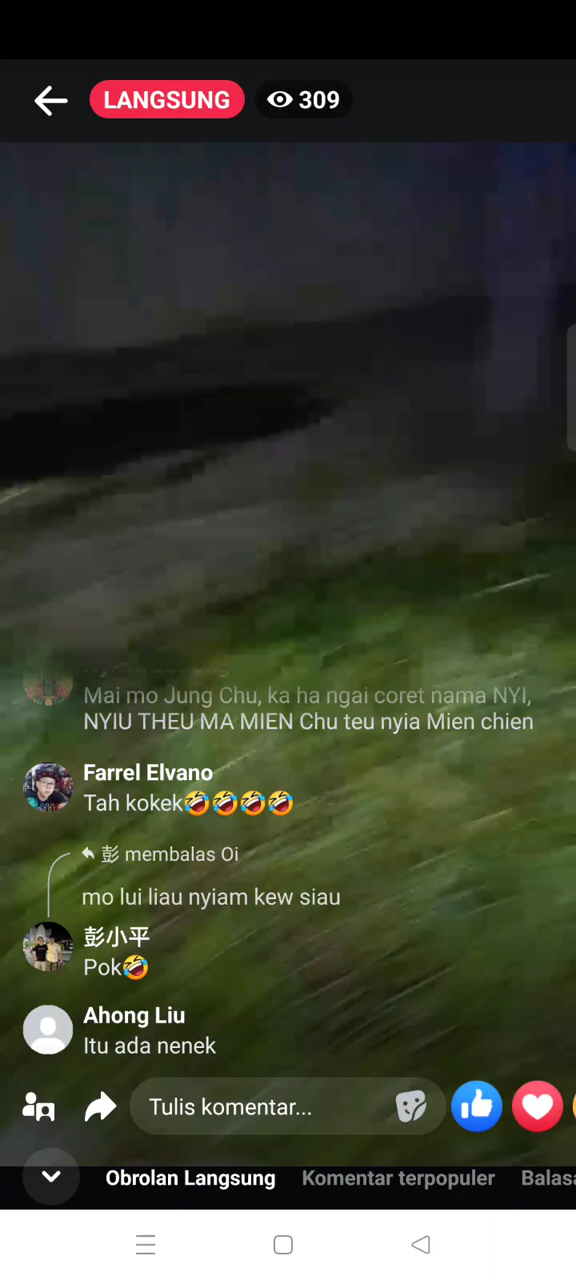 LANGSUNG
309
Mai mo Jung Chu, ka ha ngai coret nama NYI,
NYIU THEU MA MIEN Chu teu nyia Mien chien
Farrel Elvano
Tah kokek🤣🤣🤣🤣
彭 membalas Oi
mo lui liau nyiam kew siau
彭小平
Pok🤣
Ahong Liu
Itu ada nenek
Tulis komentar...
Obrolan Langsung Komentar terpopuler Balasa